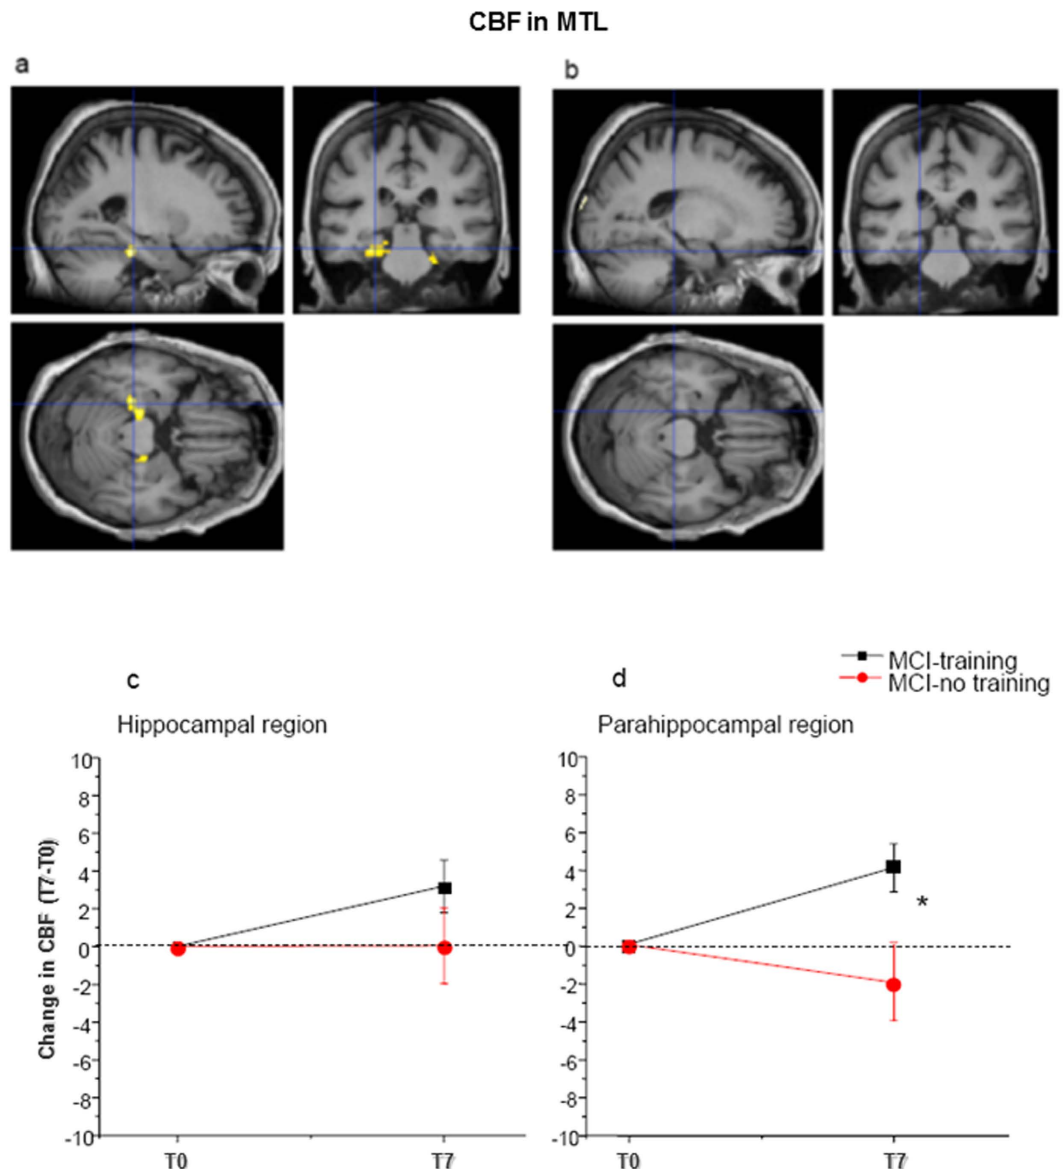 CBF in MTL
a
b
MCI-training
MCI-no training
c
d
Hippocampal region
Parahippocampal region
Change in CBF (T7-T0)
10
8
6
4
2
0
-2
-4
-6
-8
-10
T0
T7
10
8
6
4
2
0
-2
-4
-6
-8
-10
*
T0
T7